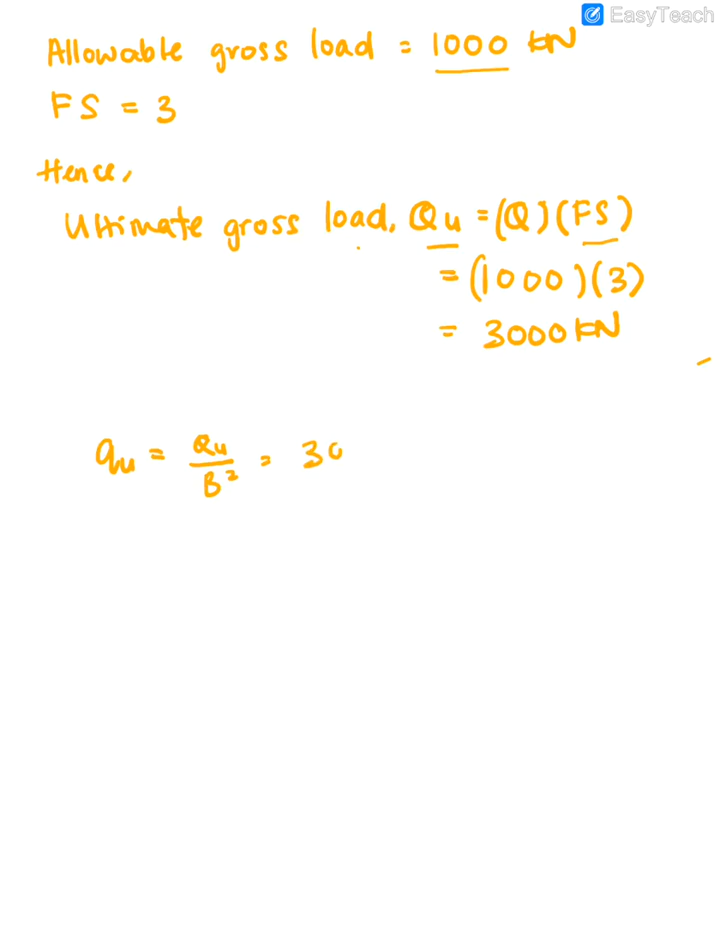 EasyTeach
Allowable gross load = 1000 kN
FS = 3
Hence,
Ultimate gross load, Qu = (Q)(FS)
= (1000)(3)
= 3000 kN
qu = Qu/B² = 30